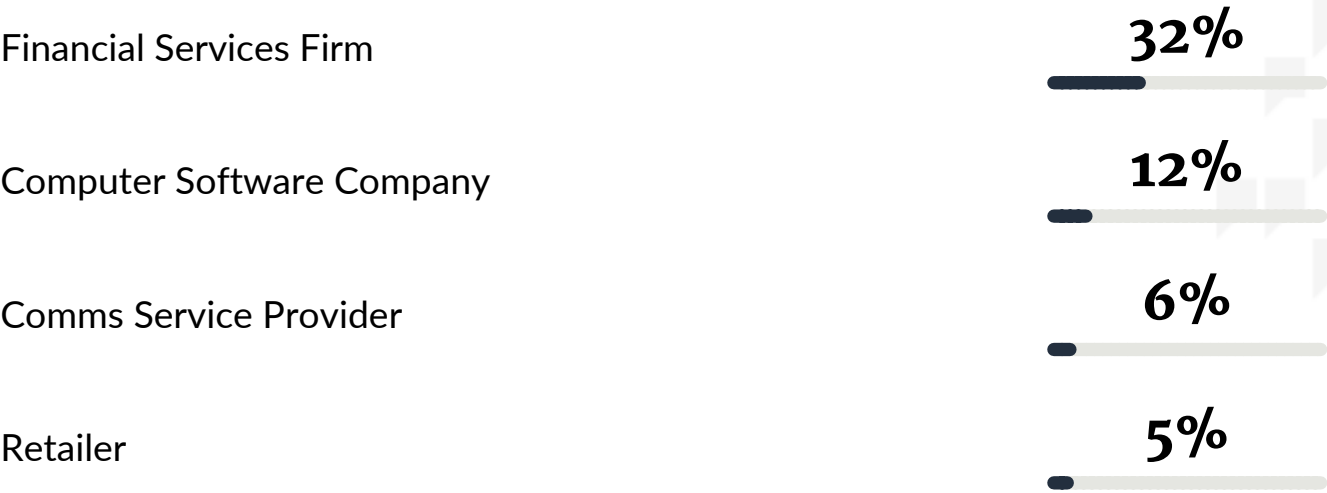 Financial Services Firm 32%
Computer Software Company 12%
Comms Service Provider 6%
Retailer 5%